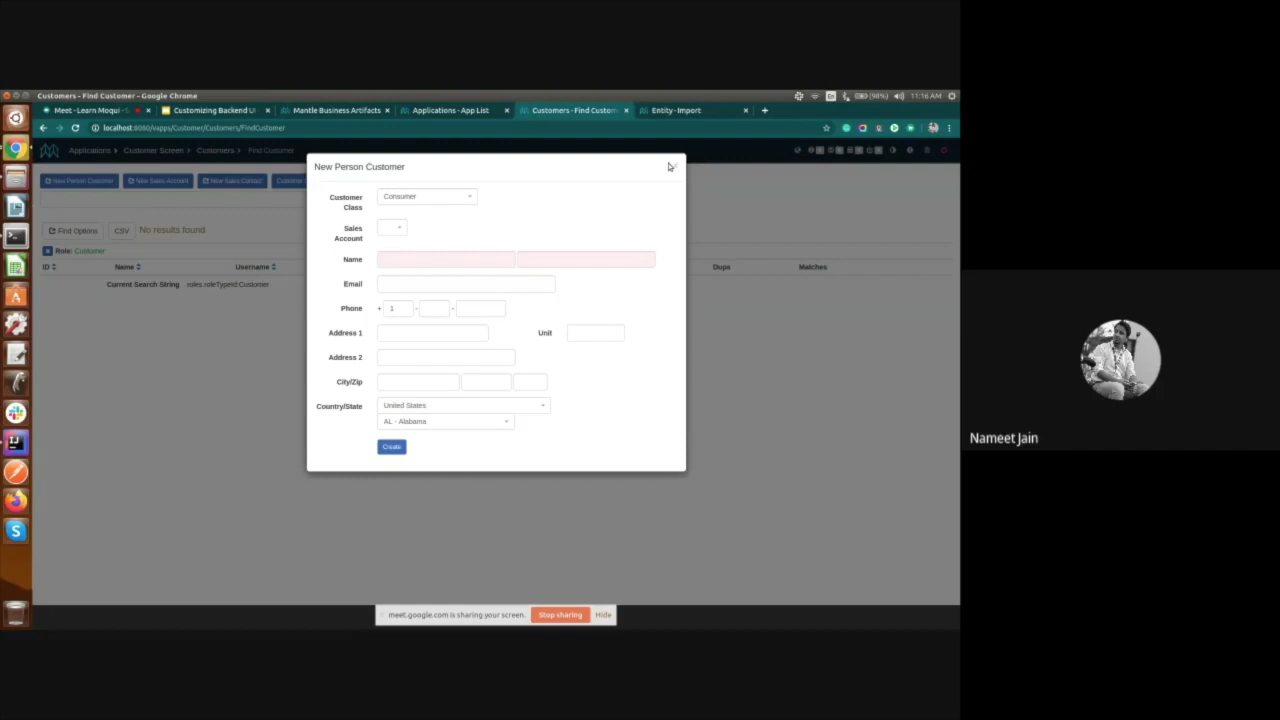 Customers - Find Customer - Google Chrome
(98%) 11:16 AM
Meet - Learn Moqui - S
Customizing Backend UI
Mantle Business Artifacts
Applications - App List
Customers - Find Custom
Entity - Import
localhost:8080/vapps/Customer/Customers/FindCustomer
Applications Customer Screen Customers Find Customer
New Person Customer New Sales Account New Sales Contact Customer
Find Options CSV No results found
Role: Customer
ID Name Username Dups Matches
Current Search String roles.roleTypeId:Customer
New Person Customer
Customer Class Consumer
Sales Account
Name
Email
Phone + 1 - -
Address 1 Unit
Address 2
City/Zip
Country/State United States
AL - Alabama
Create
meet.google.com is sharing your screen. Stop sharing Hide
Nameet Jain